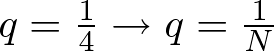 q = 1/4 → q = 1/N